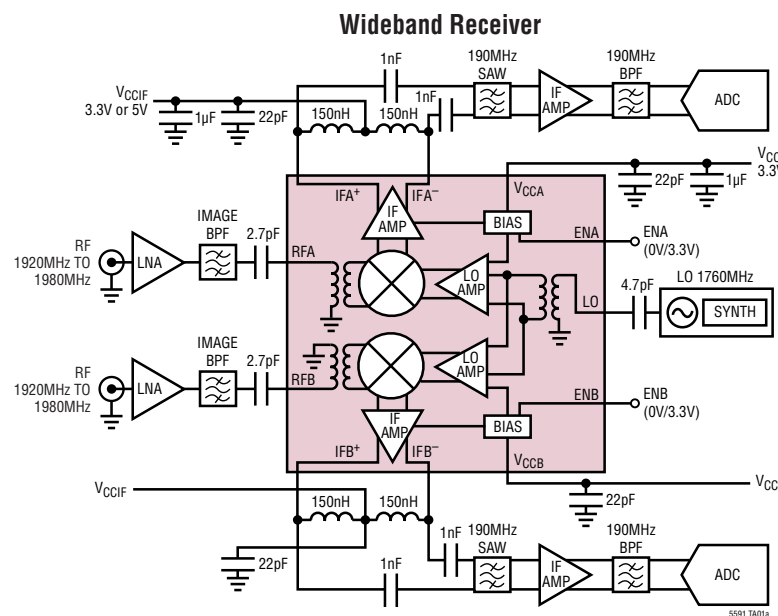 Wideband Receiver
1nF
190MHz
SAW
IF
AMP
190MHz
BPF
ADC
VCCIF
3.3V or 5V
1µF
22pF
150nH
150nH
1nF
IFA+
IFA–
VCCA
VCC
3.3V
22pF
1µF
IF
AMP
BIAS
ENA
ENA
(0V/3.3V)
RF
1920MHz TO
1980MHz
LNA
IMAGE
BPF
2.7pF
RFA
LO
AMP
LO
4.7pF
LO 1760MHz
SYNTH
RF
1920MHz TO
1980MHz
LNA
IMAGE
BPF
2.7pF
RFB
LO
AMP
ENB
ENB
(0V/3.3V)
IF
AMP
BIAS
IFB+
IFB–
VCCB
VCC
22pF
VCCIF
150nH
150nH
22pF
1nF
1nF
190MHz
SAW
IF
AMP
190MHz
BPF
ADC
5591 TA01a